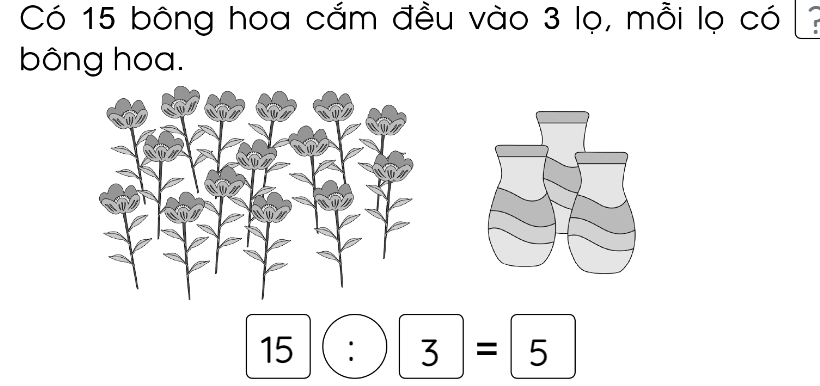 Có 15 bông hoa cắm đều vào 3 lọ, mỗi lọ có ?
bông hoa.
15 : 3 = 5